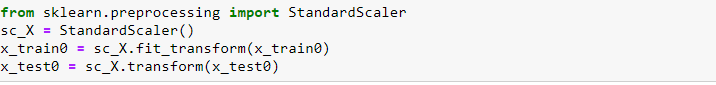 from sklearn.preprocessing import StandardScaler
sc_X = StandardScaler()
x_train0 = sc_X.fit_transform(x_train0)
x_test0 = sc_X.transform(x_test0)